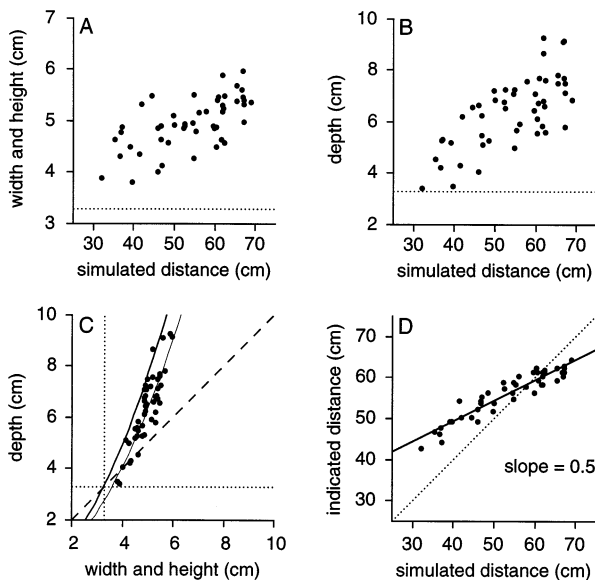 A
7
6
5
4
3
width and height (cm)
30 40 50 60 70
simulated distance (cm)
B
10
8
6
4
2
depth (cm)
30 40 50 60 70
simulated distance (cm)
C
10
8
6
4
2
depth (cm)
2 4 6 8 10
width and height (cm)
D
70
60
50
40
30
indicated distance (cm)
slope = 0.5
30 40 50 60 70
simulated distance (cm)